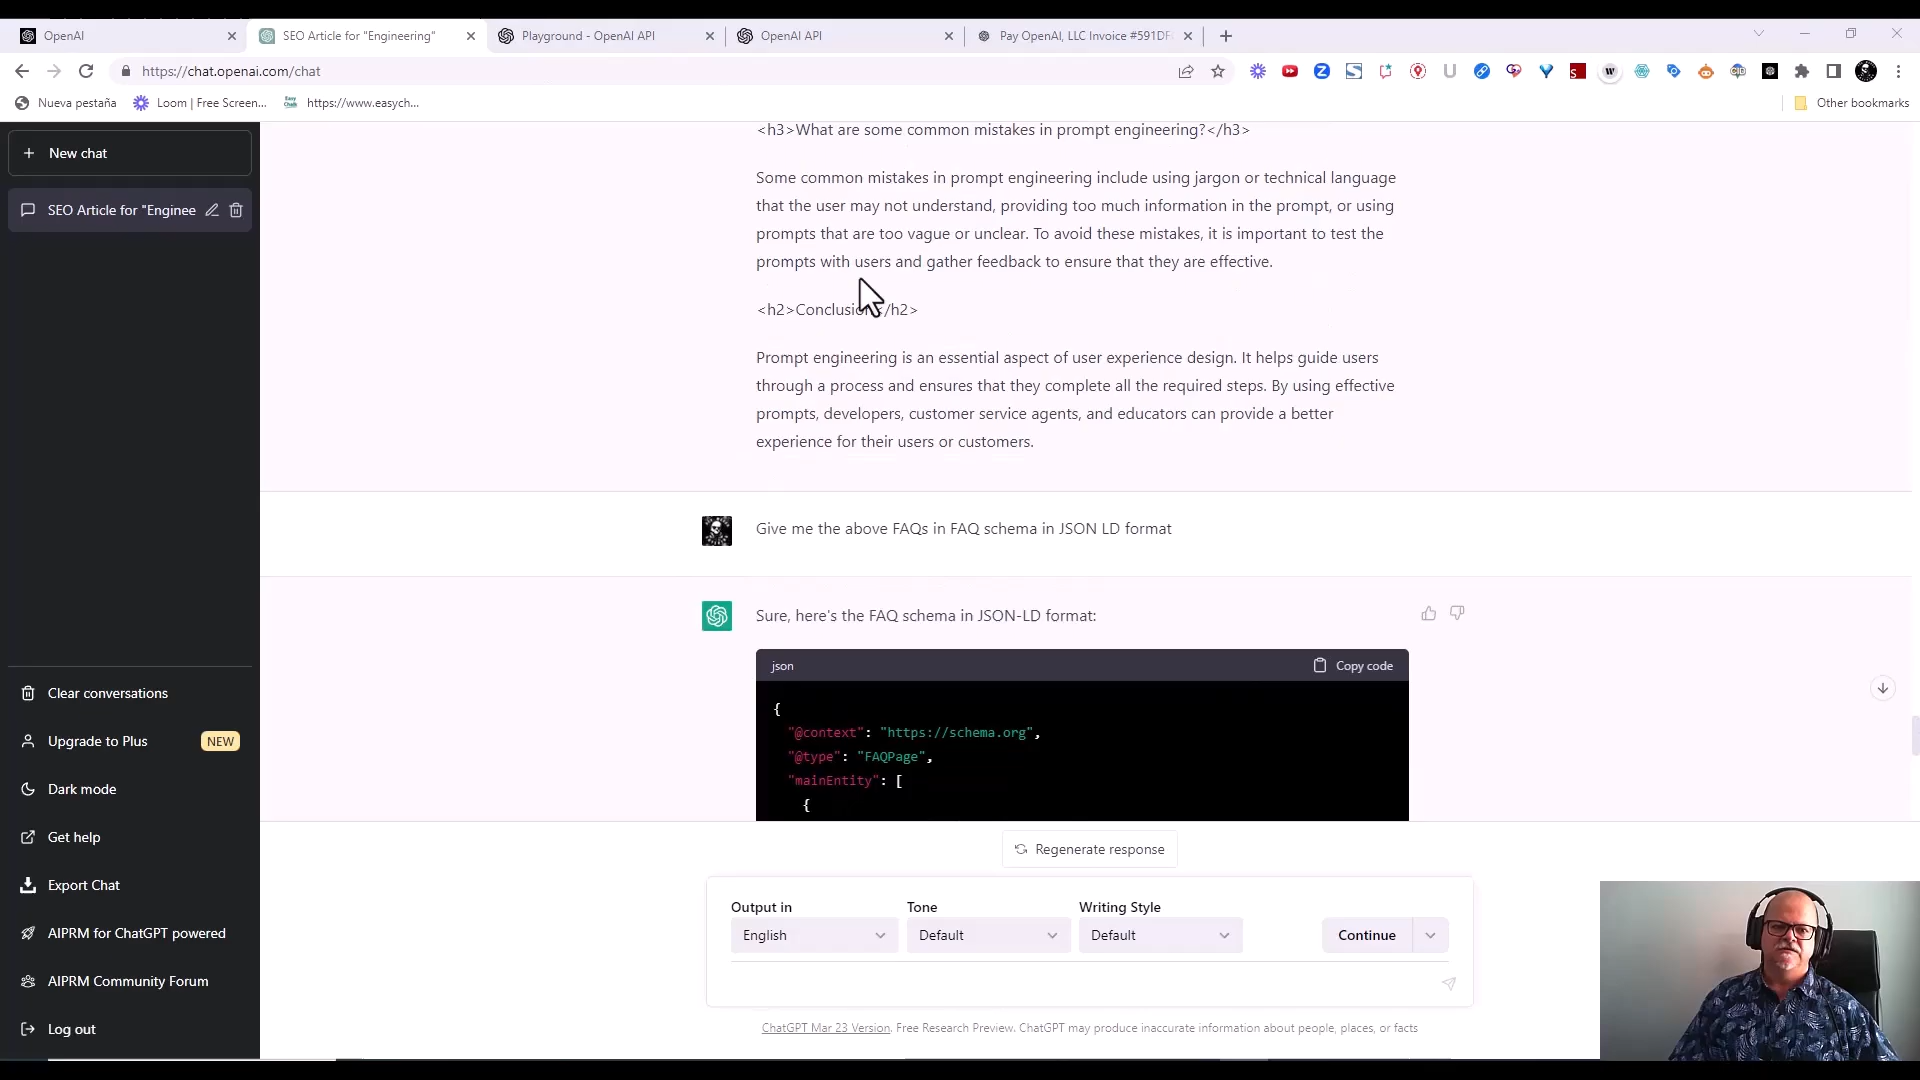 OpenAI
SEO Article for "Engineering"
Playground - OpenAI API
OpenAI API
Pay OpenAI, LLC Invoice #591DF
https://chat.openai.com/chat
Nueva pestaña
Loom | Free Screen...
https://www.easych...
Other bookmarks
New chat
SEO Article for "Enginee
Clear conversations
Upgrade to Plus
NEW
Dark mode
Get help
Export Chat
AIPRM for ChatGPT powered
AIPRM Community Forum
Log out
<h3>What are some common mistakes in prompt engineering?</h3>
Some common mistakes in prompt engineering include using jargon or technical language
that the user may not understand, providing too much information in the prompt, or using
prompts that are too vague or unclear. To avoid these mistakes, it is important to test the
prompts with users and gather feedback to ensure that they are effective.
<h2>Conclusion</h2>
Prompt engineering is an essential aspect of user experience design. It helps guide users
through a process and ensures that they complete all the required steps. By using effective
prompts, developers, customer service agents, and educators can provide a better
experience for their users or customers.
Give me the above FAQs in FAQ schema in JSON LD format
Sure, here's the FAQ schema in JSON-LD format:
json
Copy code
{
"@context": "https://schema.org",
"@type": "FAQPage",
"mainEntity": [
{
Regenerate response
Output in
Tone
Writing Style
English
Default
Default
Continue
ChatGPT Mar 23 Version. Free Research Preview. ChatGPT may produce inaccurate information about people, places, or facts